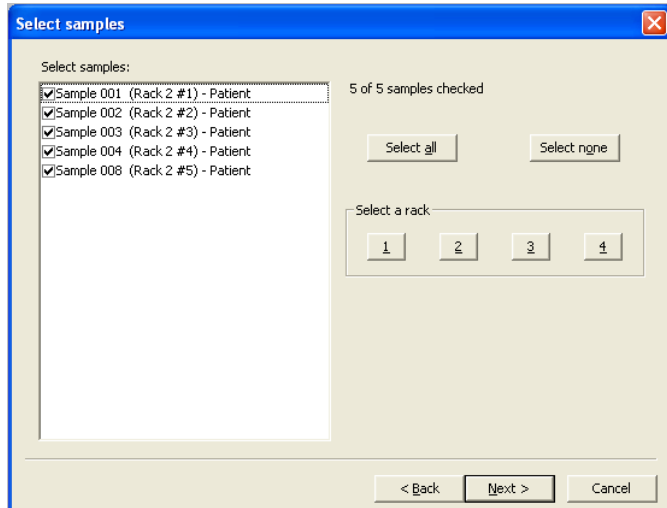 Select samples
Select samples:
Sample 001 (Rack 2 #1) - Patient
Sample 002 (Rack 2 #2) - Patient
Sample 003 (Rack 2 #3) - Patient
Sample 004 (Rack 2 #4) - Patient
Sample 008 (Rack 2 #5) - Patient
5 of 5 samples checked
Select all
Select none
Select a rack
1
2
3
4
< Back
Next >
Cancel